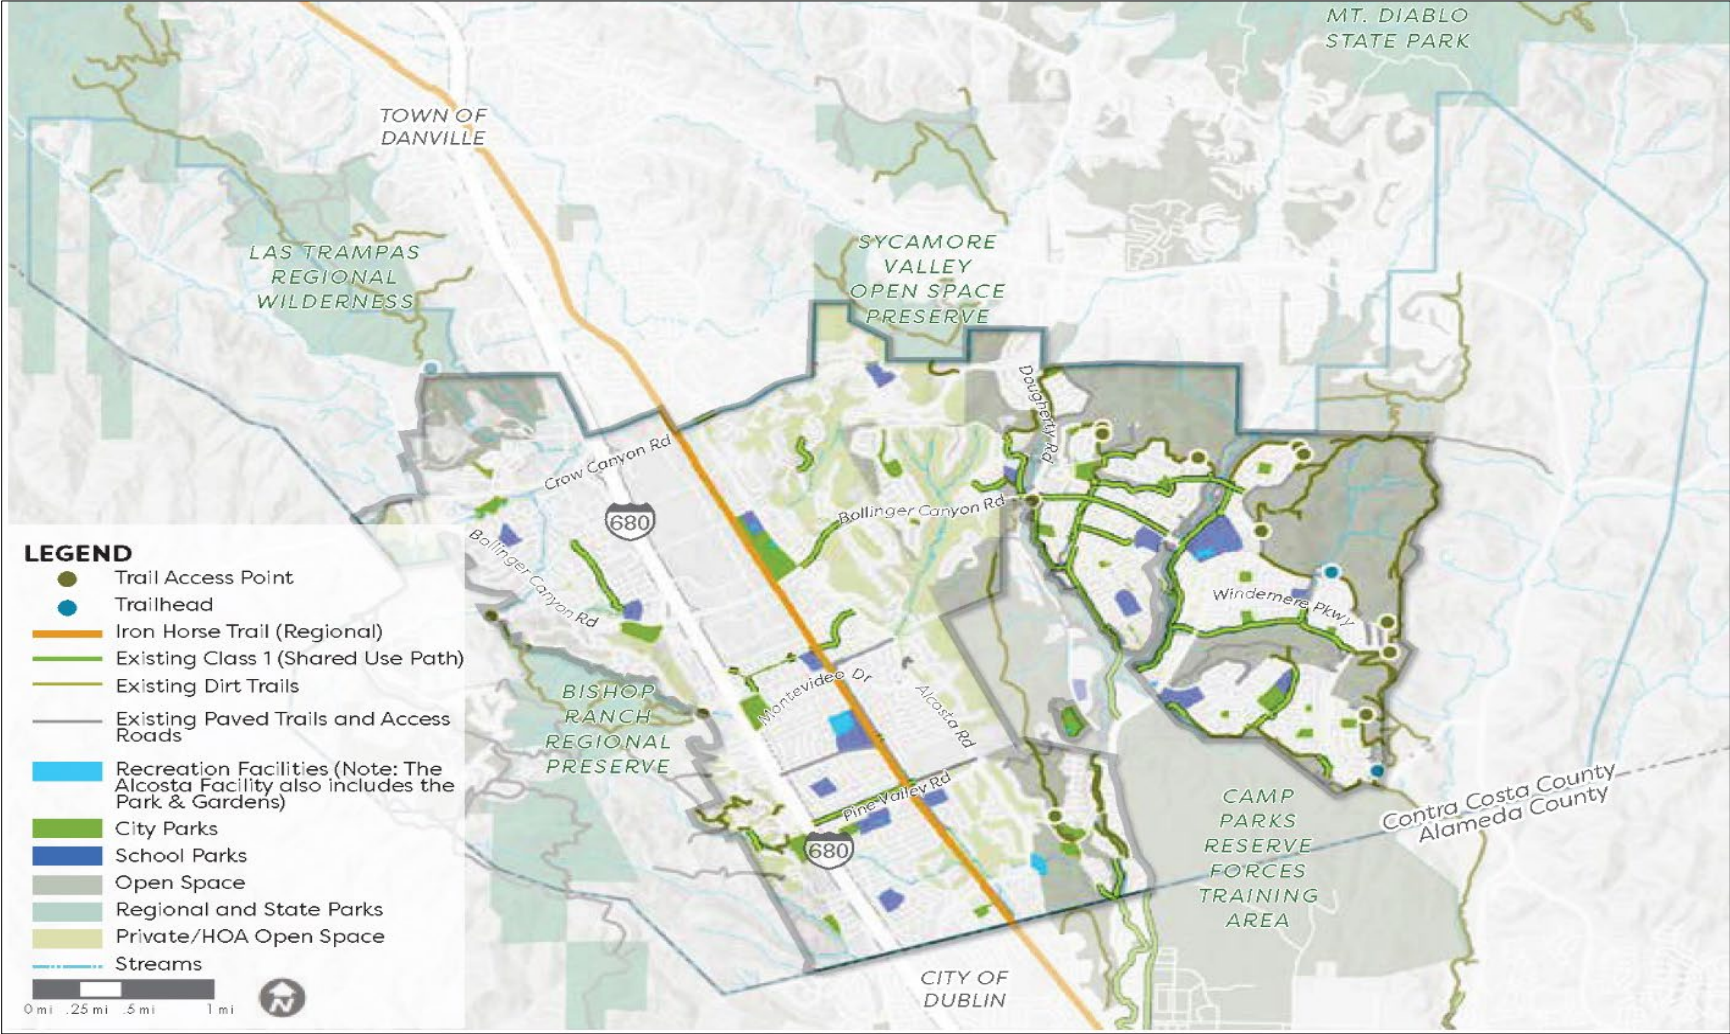 MT. DIABLO
STATE PARK
TOWN OF
DANVILLE
LAS TRAMPAS
REGIONAL
WILDERNESS
SYCAMORE
VALLEY
OPEN SPACE
PRESERVE
Dougherty Rd
Crow Canyon Rd
Bollinger Canyon Rd
680
Bollinger Canyon Rd
Windemere Pkwy
Montevideo Dr
Alcosta Rd
BISHOP
RANCH
REGIONAL
PRESERVE
Pine Valley Rd
680
CAMP
PARKS
RESERVE
FORCES
TRAINING
AREA
Contra Costa County
Alameda County
CITY OF
DUBLIN
LEGEND
Trail Access Point
Trailhead
Iron Horse Trail (Regional)
Existing Class 1 (Shared Use Path)
Existing Dirt Trails
Existing Paved Trails and Access
Roads
Recreation Facilities (Note: The
Alcosta Facility also includes the
Park & Gardens)
City Parks
School Parks
Open Space
Regional and State Parks
Private/HOA Open Space
Streams
0 mi .25 mi .5 mi 1 mi
N